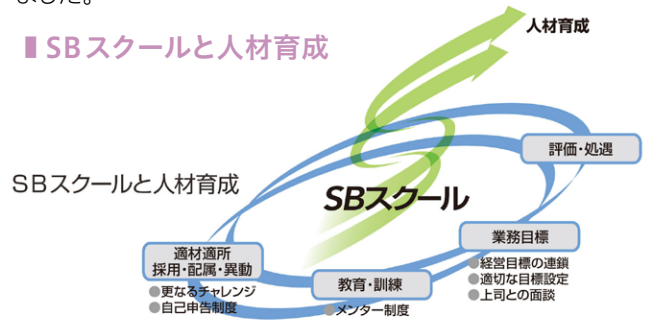 ました。
■SBスクールと人材育成
人材育成
評価・処遇
SBスクールと人材育成
SBスクール
業務目標
●経営目標の連鎖
●適切な目標設定
●上司との面談
適材適所
採用・配属・異動
●更なるチャレンジ
●自己申告制度
教育・訓練
●メンター制度